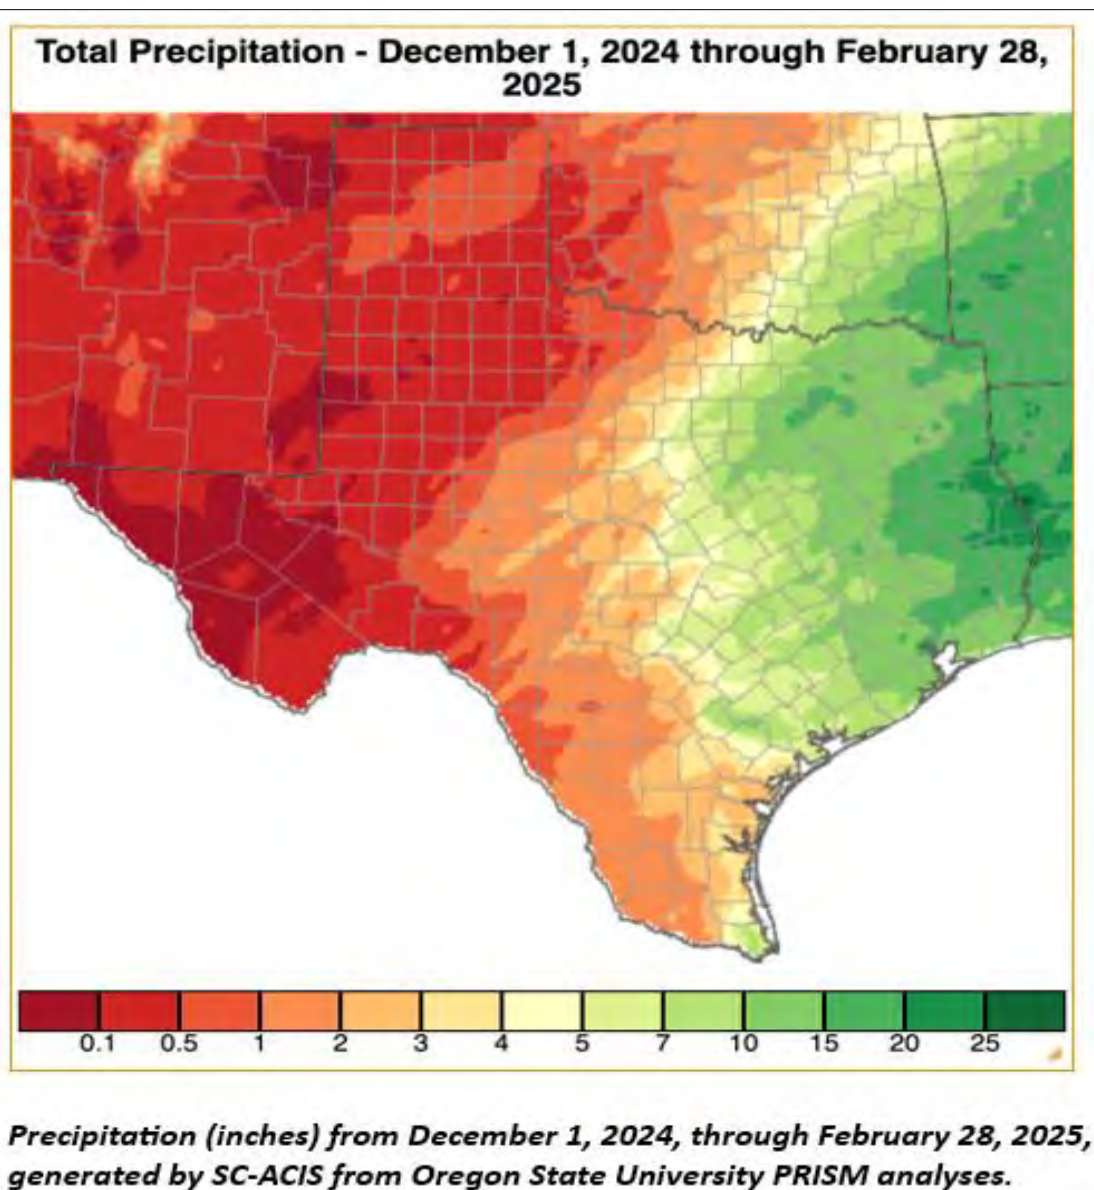 Total Precipitation - December 1, 2024 through February 28,
2025
0.1 0.5 1 2 3 4 5 7 10 15 20 25
Precipitation (inches) from December 1, 2024, through February 28, 2025,
generated by SC-ACIS from Oregon State University PRISM analyses.